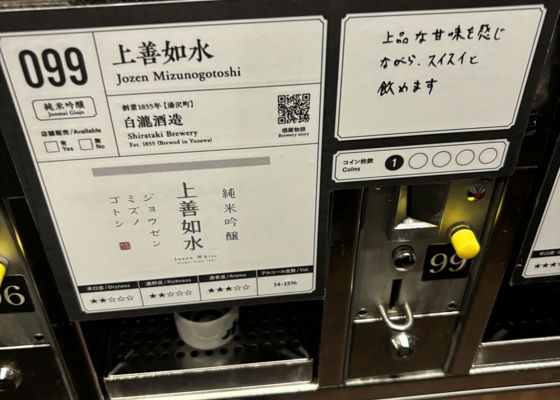 099
上善如水
Jozen Mizunogotoshi
純米吟醸
Junmai Ginjo
店舗販売/Available
有
Yes
無
No
創業1855年【湯沢町】
白瀧酒造
Shirataki Brewery
Est. 1855 (Brewed in Yuzawa)
酒蔵物語
Brewery story
純米吟醸
上善如水
ジョウゼン
ミズノ
ゴトシ
Jozen White
辛口度/Dryness
濃醇度/Richness
酒香度/Aroma
アルコール度数/Vol.
★★☆☆☆
★★☆☆☆
★★★☆☆
14-15%
上品な甘味を感じ
ながら、スイスイと
飲めます
コイン枚数
Coins
1
99